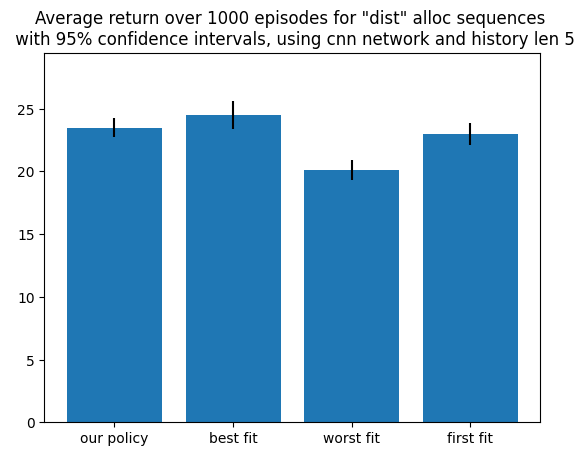 Average return over 1000 episodes for "dist" alloc sequences
with 95% confidence intervals, using cnn network and history len 5
25
20
15
10
5
0
our policy best fit worst fit first fit